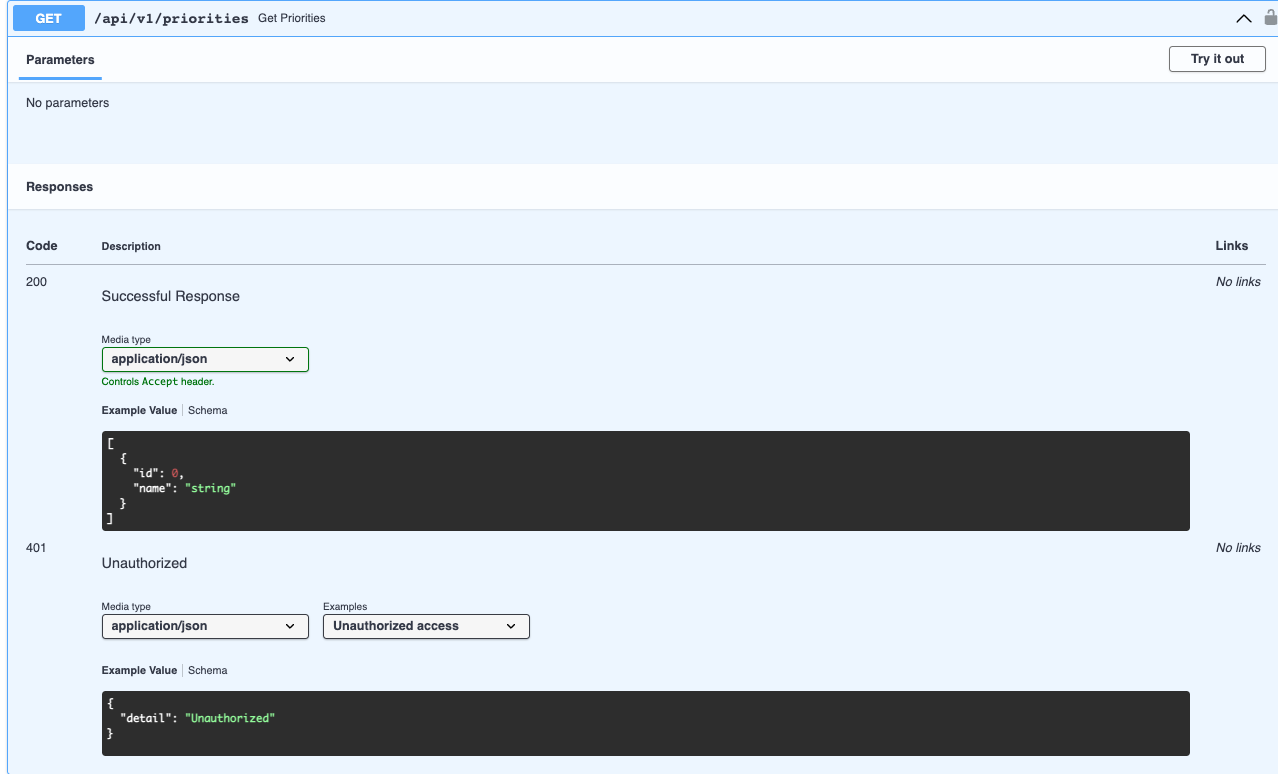 GET /api/v1/priorities Get Priorities
Parameters Try it out
No parameters
Responses
Code Description Links
200 No links
Successful Response
Media type
application/json
Controls Accept header.
Example Value Schema
[
{
"id": 0,
"name": "string"
}
]
401 No links
Unauthorized
Media type Examples
application/json Unauthorized access
Example Value Schema
{
"detail": "Unauthorized"
}